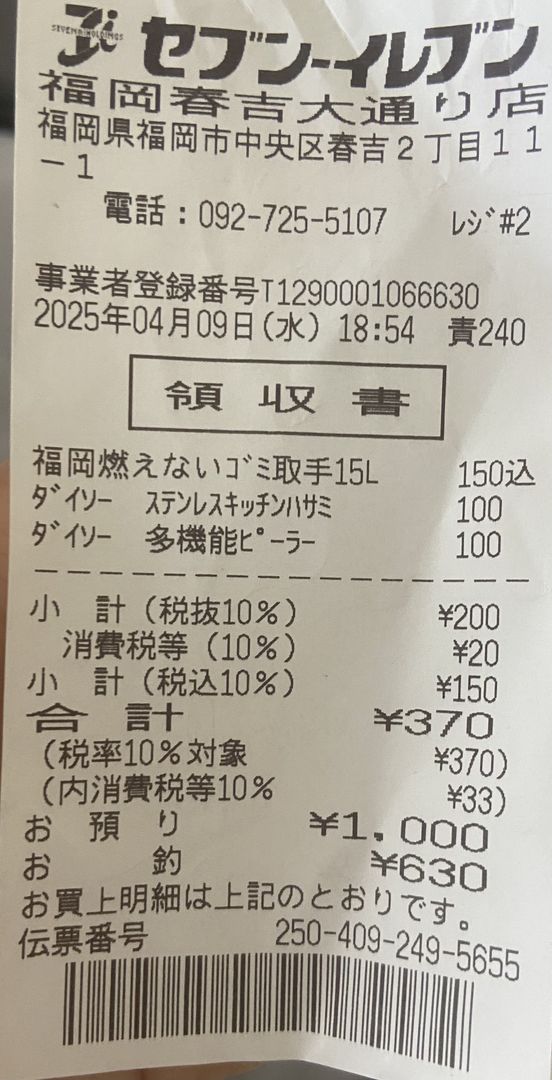 SEVEN&i HOLDINGS
セブン-イレブン
福岡春吉大通り店
福岡県福岡市中央区春吉2丁目11
-1
電話：092-725-5107 ﾚｼﾞ#2
事業者登録番号T1290001066630
2025年04月09日(水) 18:54 責240
領収書
福岡燃えないｺﾞﾐ取手15L 150込
ﾀﾞｲｿｰ ｽﾃﾝﾚｽｷｯﾁﾝﾊｻﾐ 100
ﾀﾞｲｿｰ 多機能ﾋﾟｰﾗｰ 100
小 計（税抜10%） ¥200
消費税等（10%） ¥20
小 計（税込10%） ¥150
合 計 ¥370
（税率10%対象 ¥370）
（内消費税等10% ¥33）
お 預 り ¥1,000
お 釣 ¥630
お買上明細は上記のとおりです。
伝票番号 250-409-249-5655